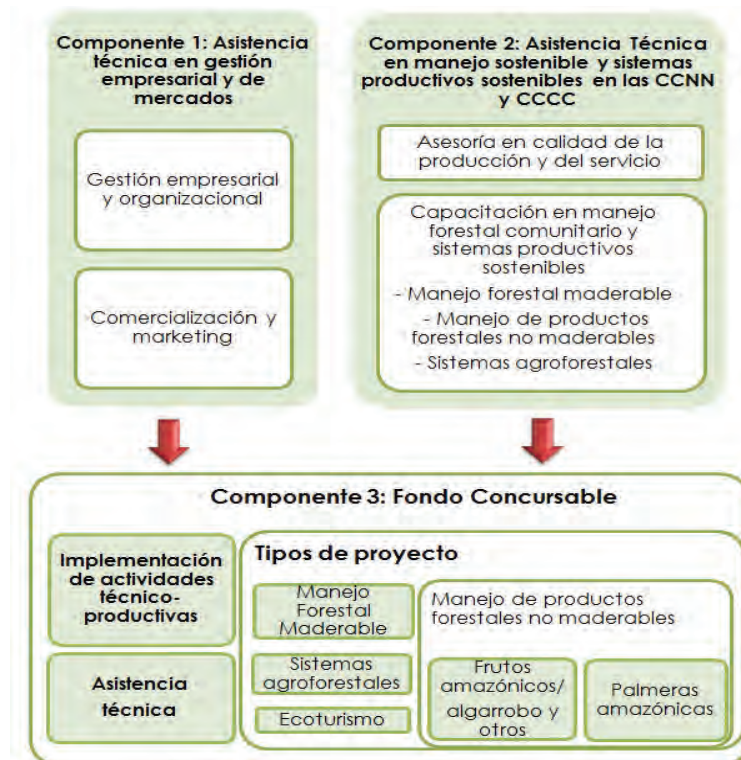 Componente 1: Asistencia
técnica en gestión
empresarial y de
mercados
Gestión empresarial
y organizacional
Comercialización y
marketing
Componente 2: Asistencia Técnica
en manejo sostenible y sistemas
productivos sostenibles en las CCNN
y CCCC
Asesoría en calidad de la
producción y del servicio
Capacitación en manejo
forestal comunitario y
sistemas productivos
sostenibles
- Manejo forestal maderable
- Manejo de productos
forestales no maderables
- Sistemas agroforestales
Componente 3: Fondo Concursable
Implementación
de actividades
técnico-
productivas
Asistencia
técnica
Tipos de proyecto
Manejo
Forestal
Maderable
Sistemas
agroforestales
Ecoturismo
Manejo de productos
forestales no maderables
Frutos
amazónicos/
algarrobo y
otros
Palmeras
amazónicas